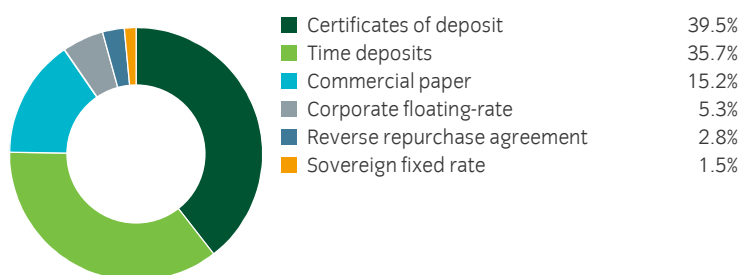 Certificates of deposit 39.5%
Time deposits 35.7%
Commercial paper 15.2%
Corporate floating-rate 5.3%
Reverse repurchase agreement 2.8%
Sovereign fixed rate 1.5%